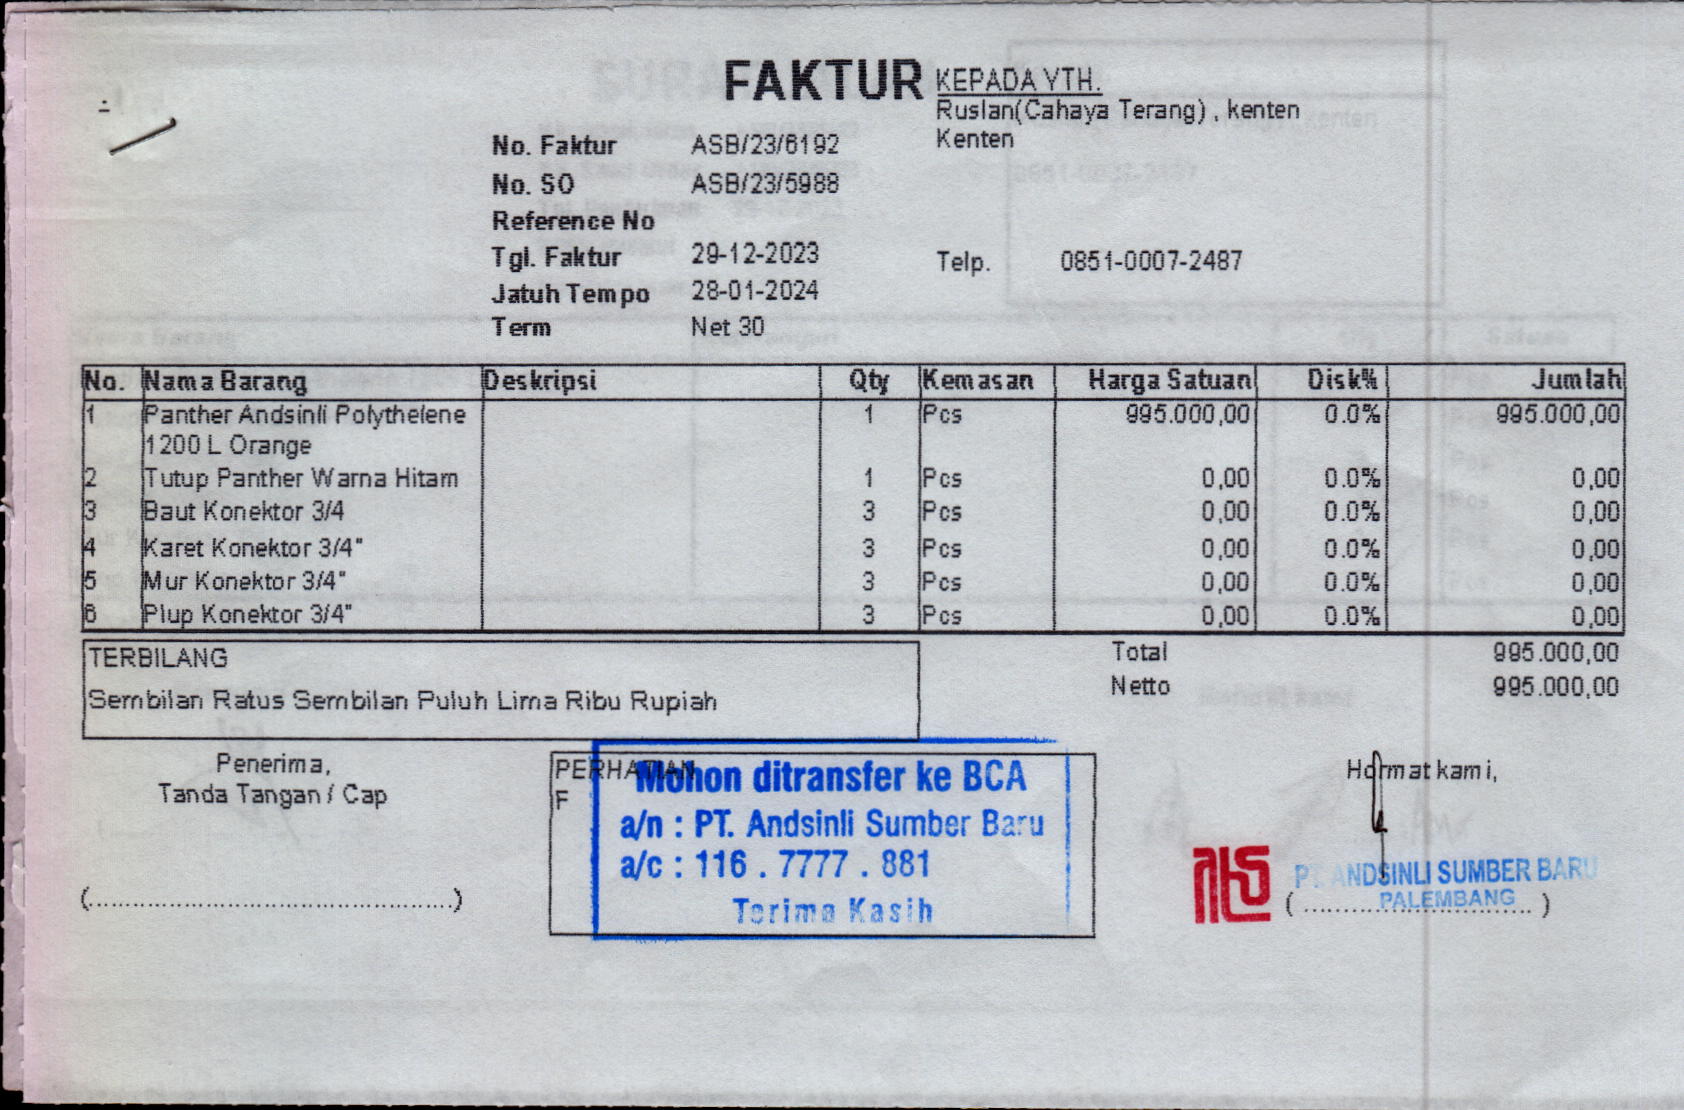 FAKTUR
No. Faktur ASB/23/6192
No. SO ASB/23/5988
Reference No
Tgl. Faktur 29-12-2023
Jatuh Tempo 28-01-2024
Term Net 30
KEPADA YTH.
Ruslan(Cahaya Terang) , kenten
Kenten
Telp. 0851-0007-2487
No. Nama Barang Deskripsi Qty Kemasan Harga Satuan Disk% Jumlah
1 Panther Andsinli Polythelene 1 Pcs 995.000,00 0.0% 995.000,00
1200 L Orange
2 Tutup Panther Warna Hitam 1 Pcs 0,00 0.0% 0,00
3 Baut Konektor 3/4 3 Pcs 0,00 0.0% 0,00
4 Karet Konektor 3/4" 3 Pcs 0,00 0.0% 0,00
5 Mur Konektor 3/4" 3 Pcs 0,00 0.0% 0,00
6 Plup Konektor 3/4" 3 Pcs 0,00 0.0% 0,00
TERBILANG
Sembilan Ratus Sembilan Puluh Lima Ribu Rupiah
Total 995.000,00
Netto 995.000,00
Penerima,
Tanda Tangan / Cap
(..............................................)
PERHATIAN
F
Mohon ditransfer ke BCA
a/n : PT. Andsinli Sumber Baru
a/c : 116 . 7777 . 881
Terima Kasih
Hormat kami,
PT. ANDSINLI SUMBER BARU
PALEMBANG
(................................)